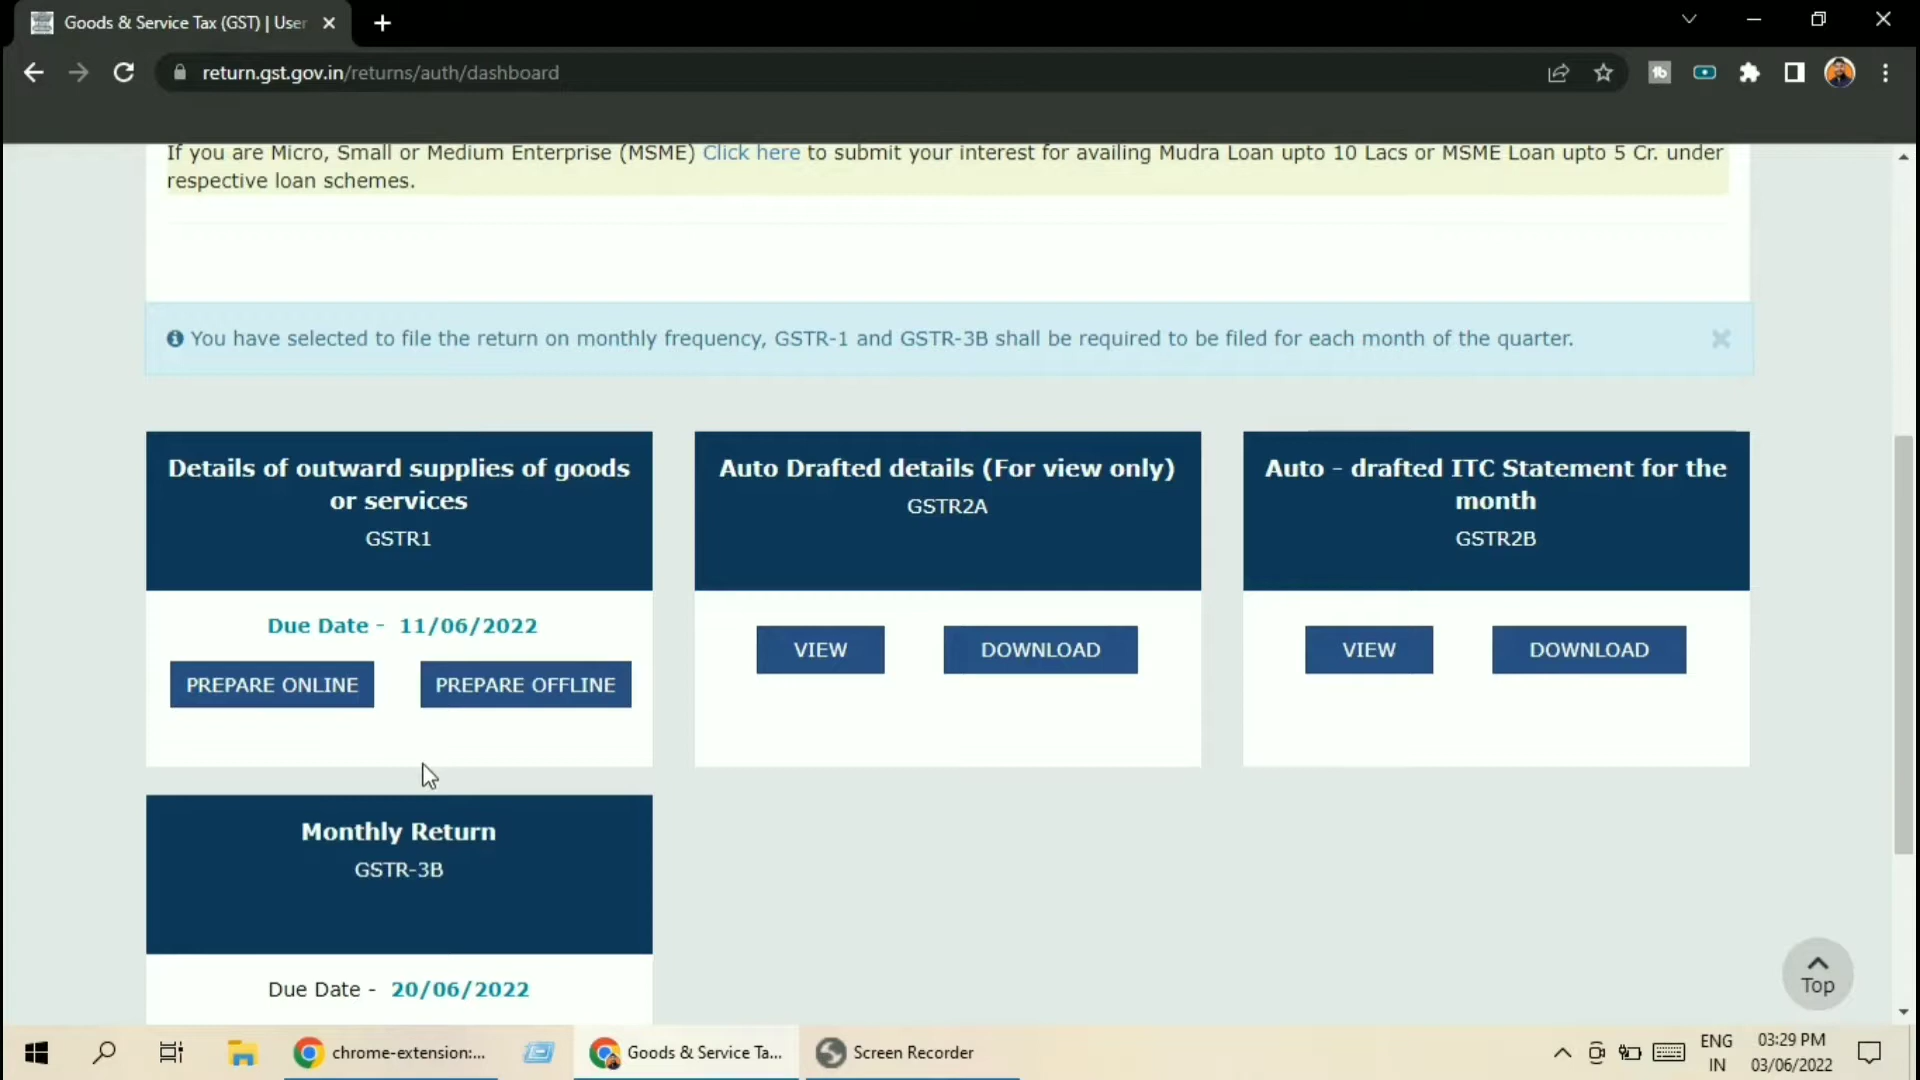 Goods & Service Tax (GST) | User
return.gst.gov.in/returns/auth/dashboard
If you are Micro, Small or Medium Enterprise (MSME) Click here to submit your interest for availing Mudra Loan upto 10 Lacs or MSME Loan upto 5 Cr. under
respective loan schemes.
You have selected to file the return on monthly frequency, GSTR-1 and GSTR-3B shall be required to be filed for each month of the quarter.
Details of outward supplies of goods
or services
GSTR1
Due Date - 11/06/2022
PREPARE ONLINE
PREPARE OFFLINE
Auto Drafted details (For view only)
GSTR2A
VIEW
DOWNLOAD
Auto - drafted ITC Statement for the
month
GSTR2B
VIEW
DOWNLOAD
Monthly Return
GSTR-3B
Due Date - 20/06/2022
Top
chrome-extension:...
Goods & Service Ta...
Screen Recorder
ENG
IN
03:29 PM
03/06/2022